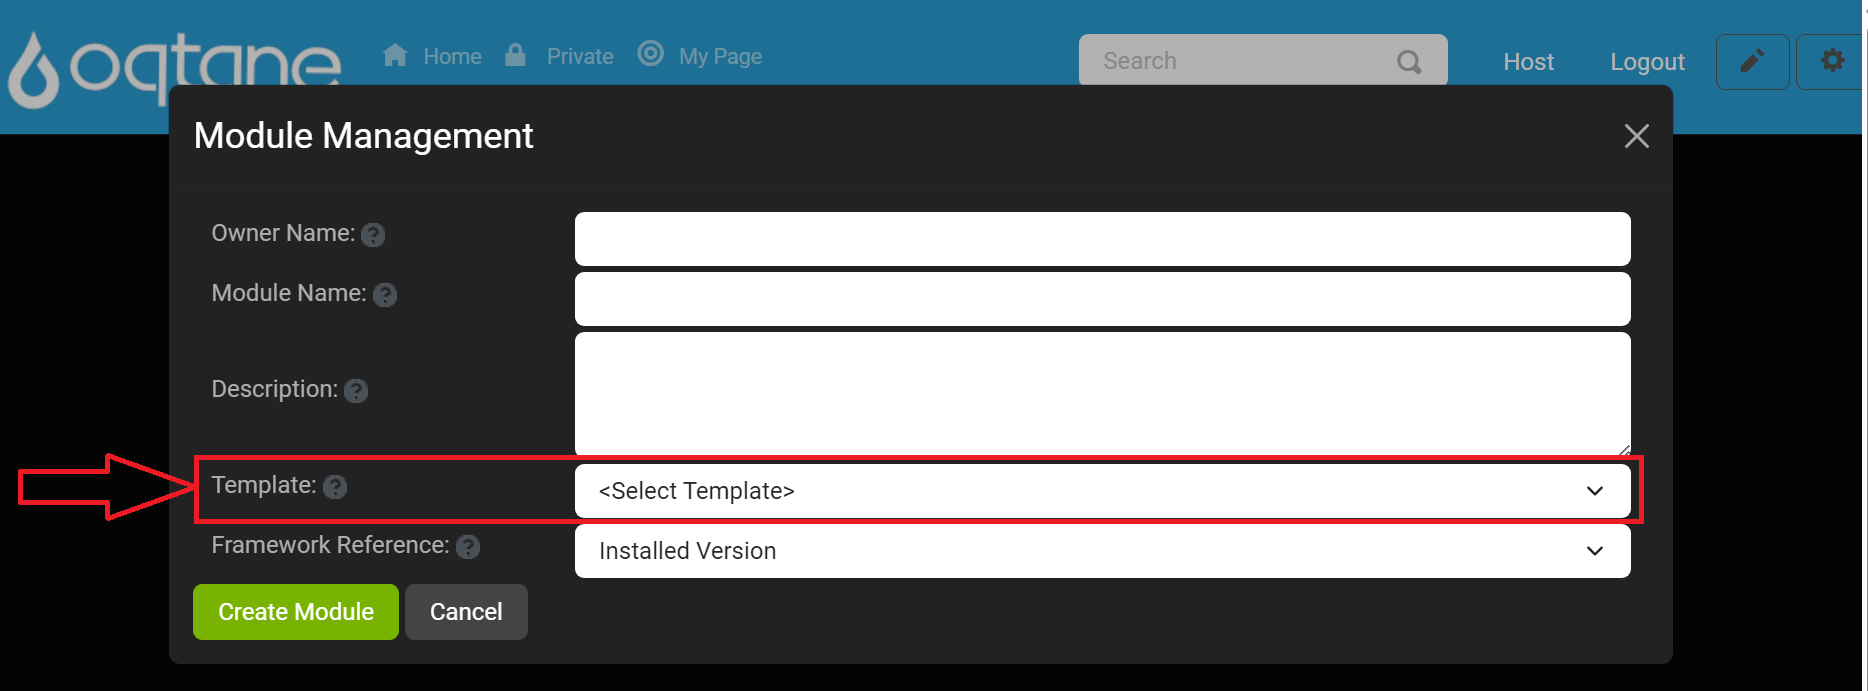 oqtane Home Private My Page Search Host Logout
Module Management
Owner Name: ?
Module Name: ?
Description: ?
Template: ? <Select Template>
Framework Reference: ? Installed Version
Create Module Cancel